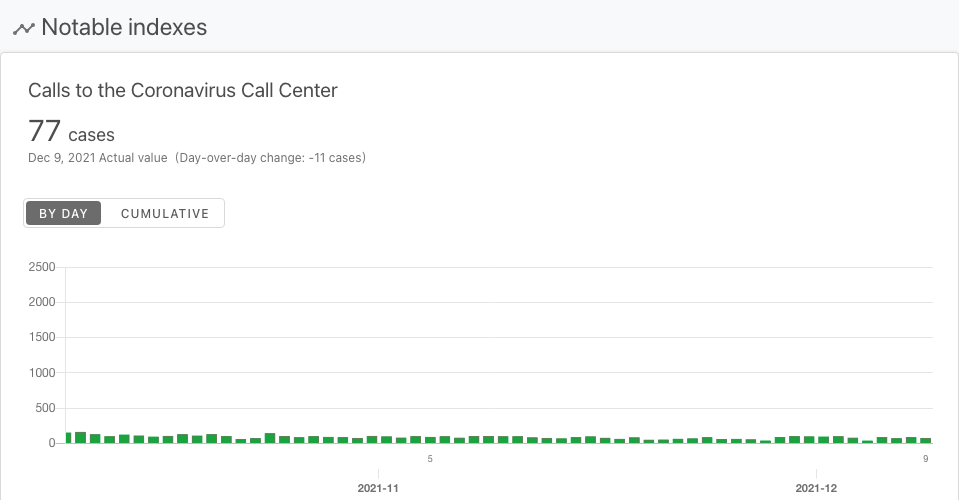 Notable indexes
Calls to the Coronavirus Call Center
77 cases
Dec 9, 2021 Actual value (Day-over-day change: -11 cases)
BY DAY CUMULATIVE
2500
2000
1500
1000
500
0
5 9
2021-11 2021-12